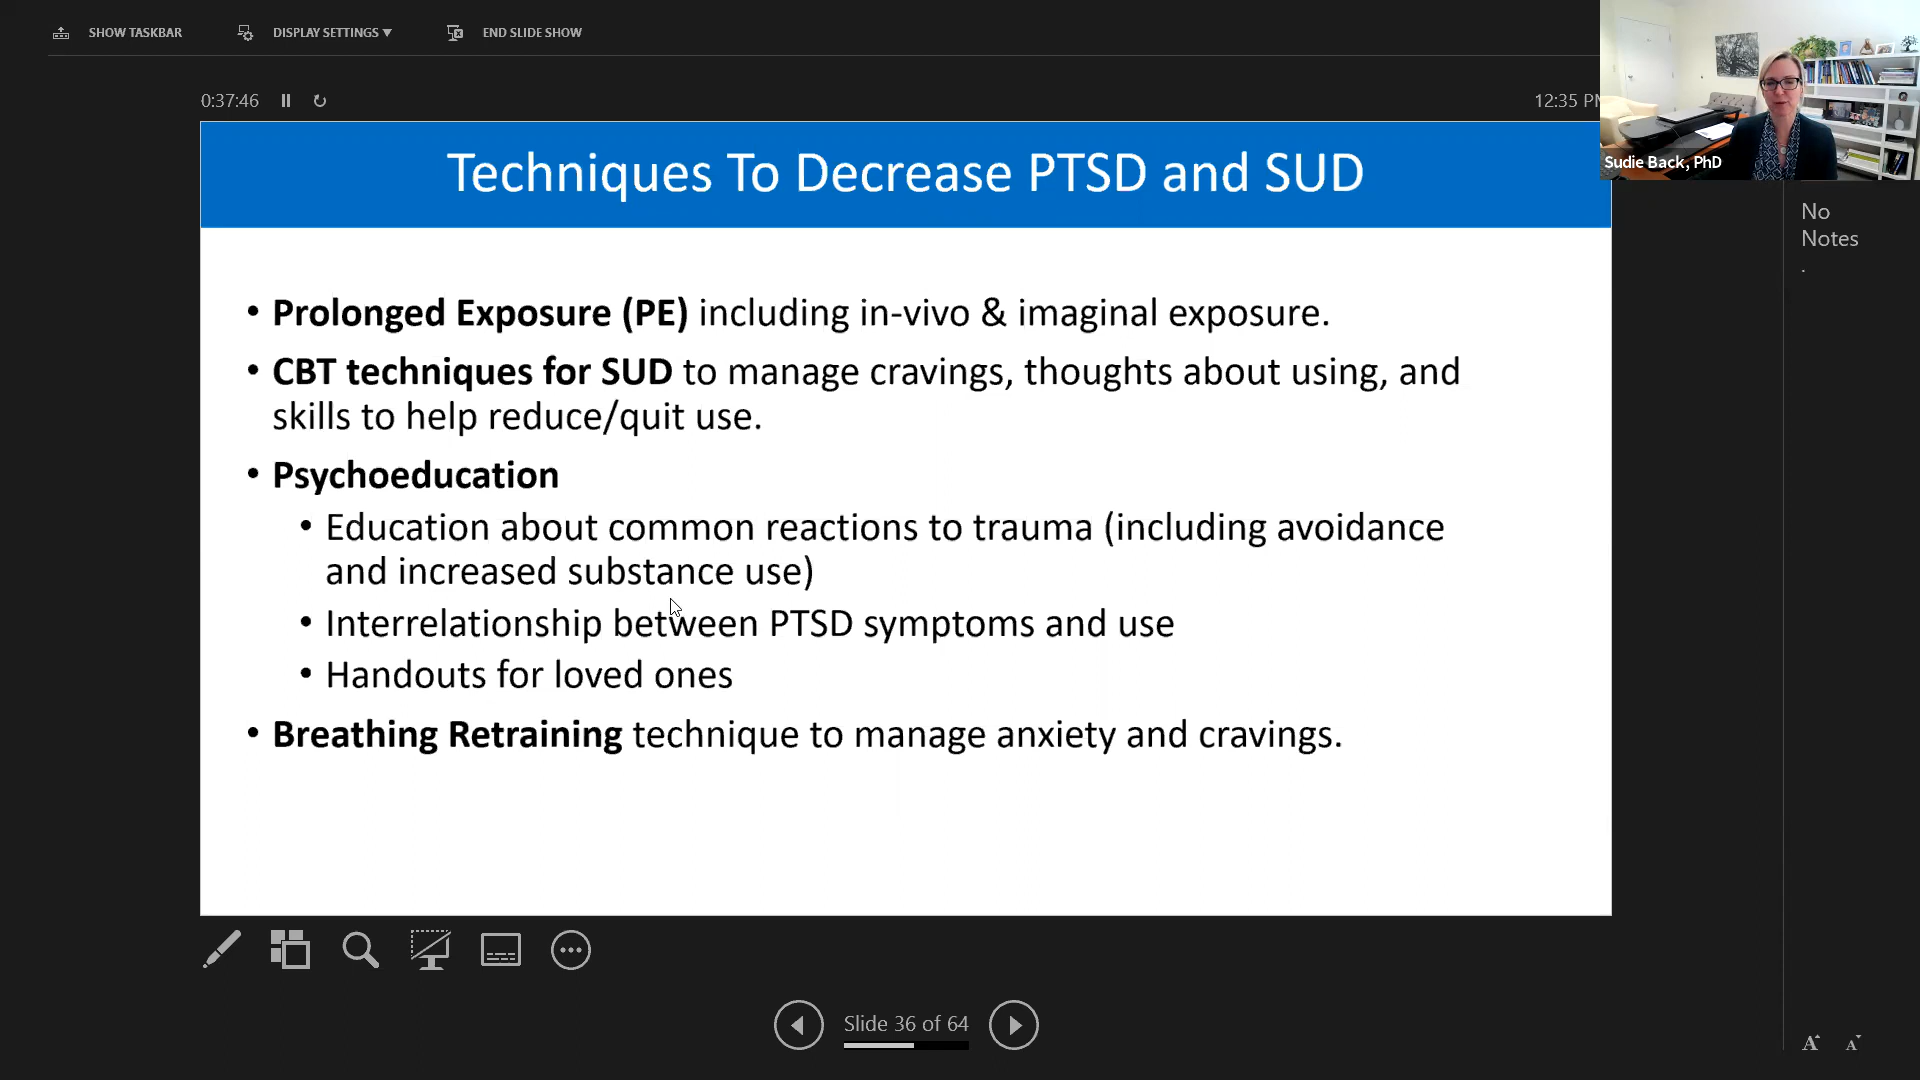 SHOW TASKBAR
DISPLAY SETTINGS ▼
END SLIDE SHOW
0:37:46
12:35 PM
Sudie Back, PhD
No
Notes
.
Techniques To Decrease PTSD and SUD
• Prolonged Exposure (PE) including in-vivo & imaginal exposure.
• CBT techniques for SUD to manage cravings, thoughts about using, and
skills to help reduce/quit use.
• Psychoeducation
• Education about common reactions to trauma (including avoidance
and increased substance use)
• Interrelationship between PTSD symptoms and use
• Handouts for loved ones
• Breathing Retraining technique to manage anxiety and cravings.
Slide 36 of 64
A A